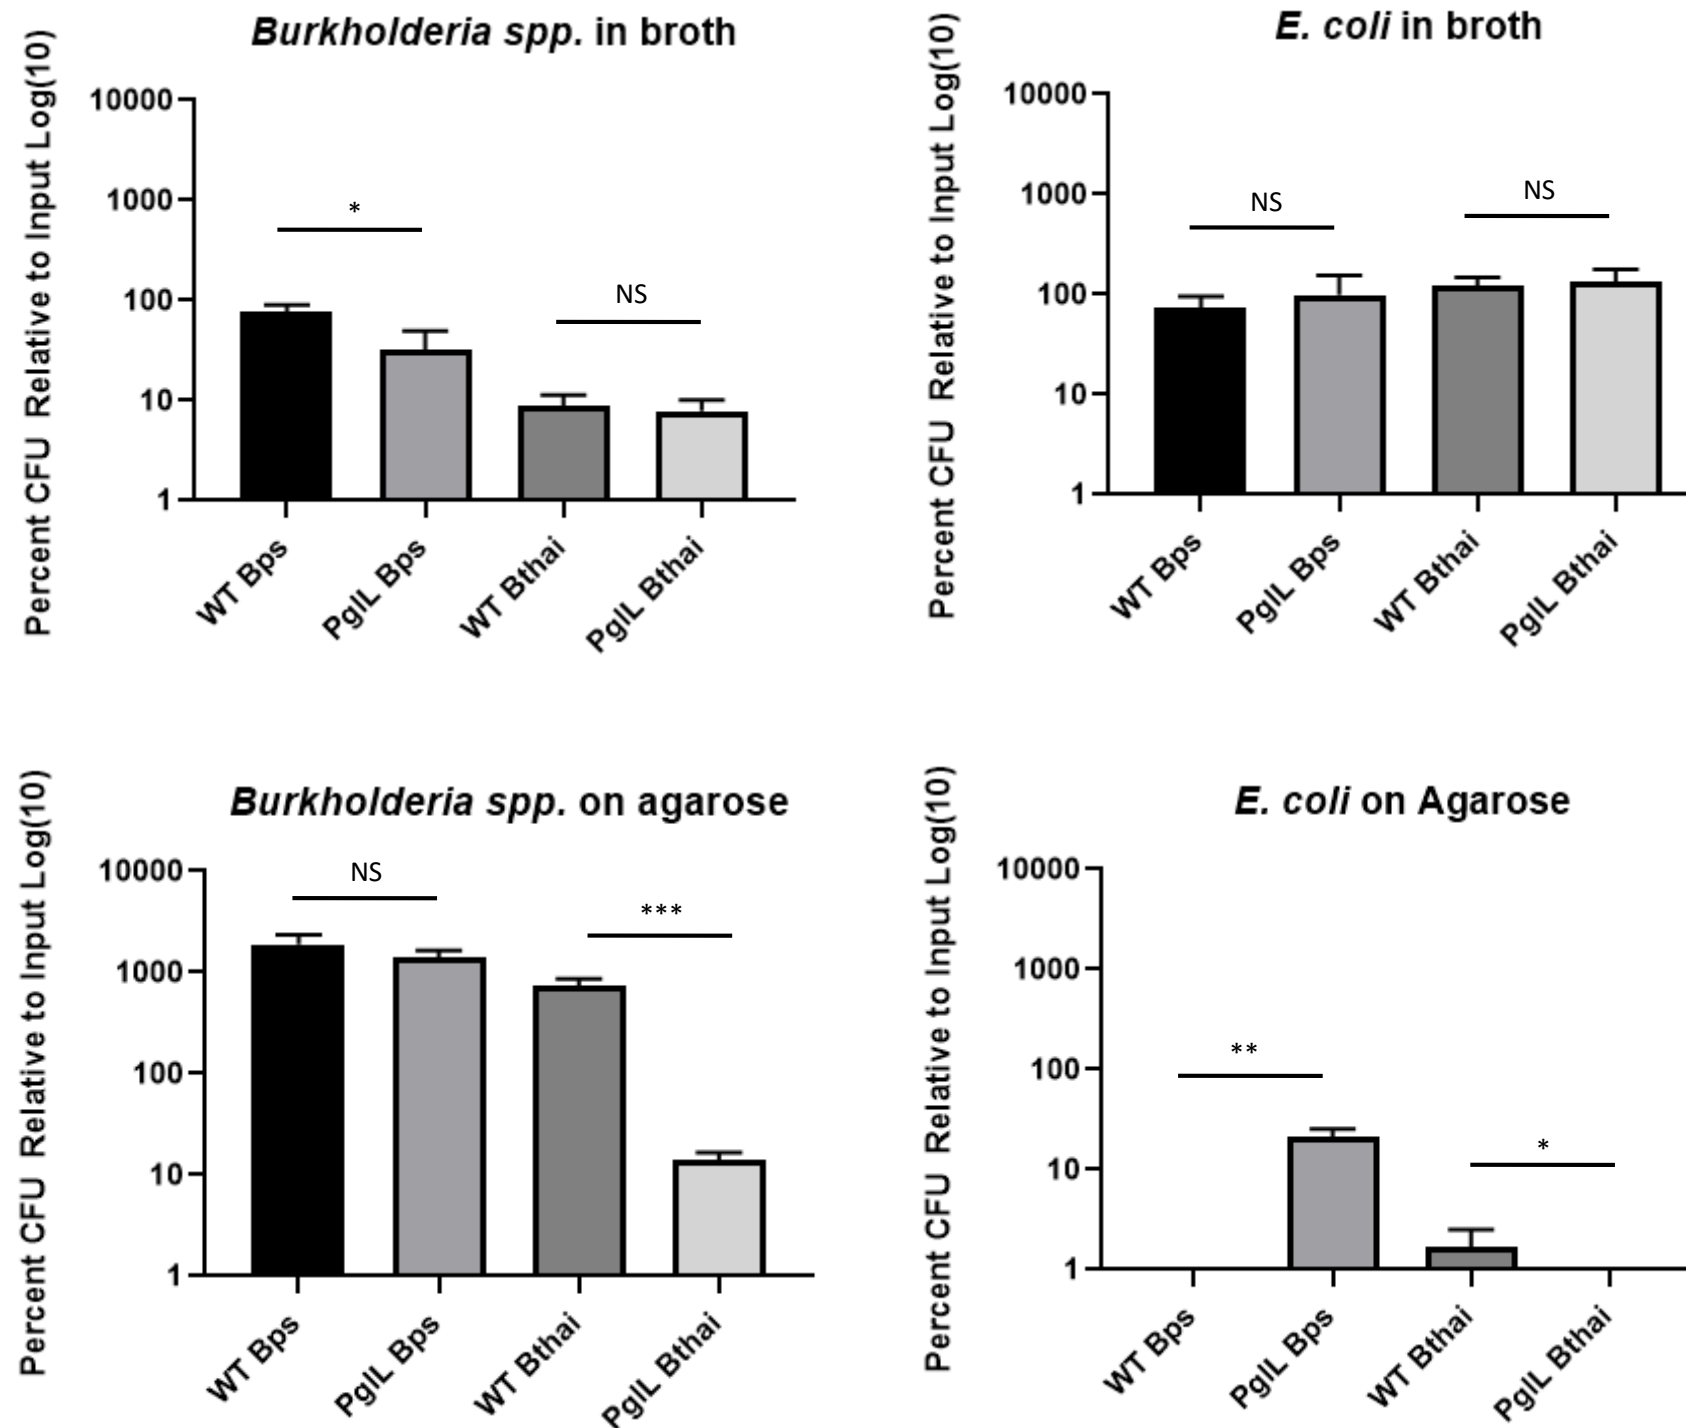 Burkholderia spp. in broth
Percent CFU Relative to Input Log(10)
10000
1000
100
10
1
*
NS
WT Bps
PglL Bps
WT Bthai
PglL Bthai
E. coli in broth
Percent CFU Relative to Input Log(10)
10000
1000
100
10
1
NS
NS
WT Bps
PglL Bps
WT Bthai
PglL Bthai
Burkholderia spp. on agarose
Percent CFU Relative to Input Log(10)
10000
1000
100
10
1
NS
***
WT Bps
PglL Bps
WT Bthai
PglL Bthai
E. coli on Agarose
Percent CFU Relative to Input Log(10)
10000
1000
100
10
1
**
*
WT Bps
PglL Bps
WT Bthai
PglL Bthai